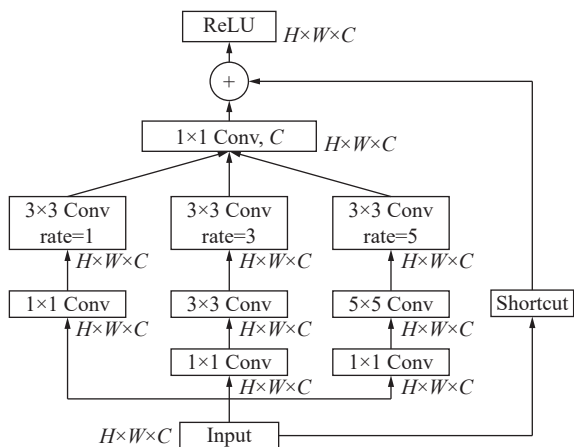 ReLU
H×W×C
+
1×1 Conv, C
H×W×C
3×3 Conv
rate=1
3×3 Conv
rate=3
3×3 Conv
rate=5
H×W×C
H×W×C
H×W×C
1×1 Conv
3×3 Conv
5×5 Conv
Shortcut
H×W×C
H×W×C
H×W×C
1×1 Conv
1×1 Conv
H×W×C
H×W×C
H×W×C
Input